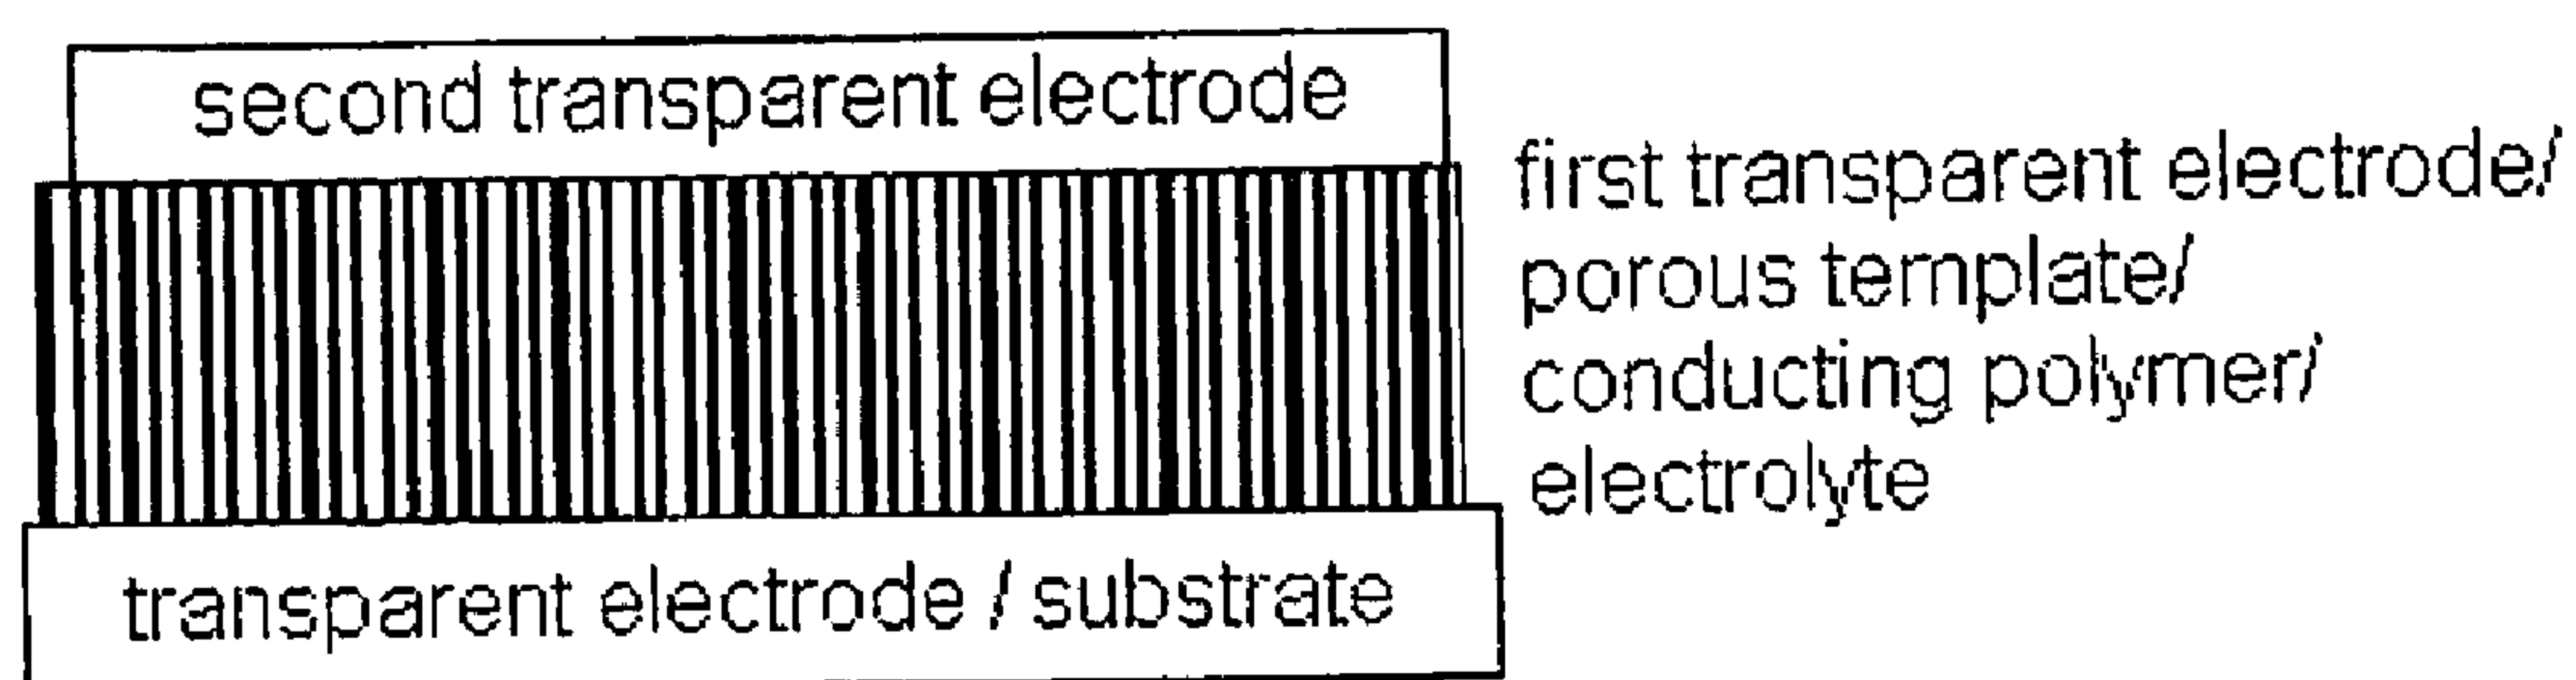 second transparent electrode
first transparent electrode/
porous template/
conducting polymer/
electrolyte
transparent electrode / substrate